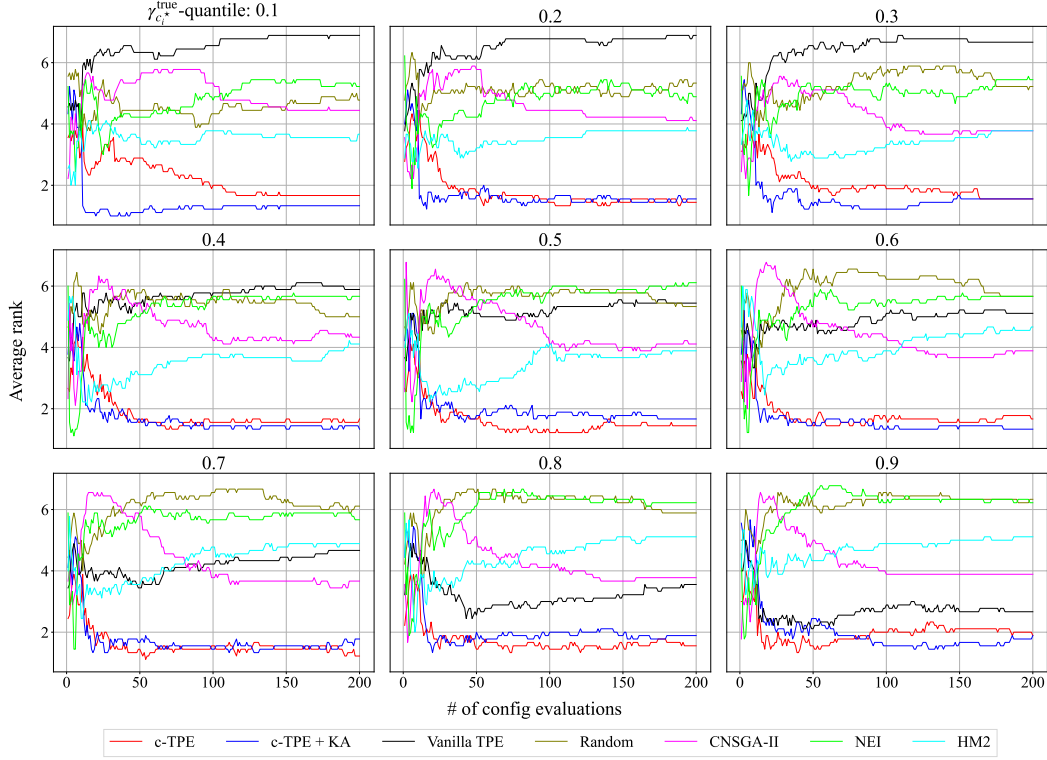 γ_{c_i^⋆}^{true}-quantile: 0.1
0.2
0.3
6
4
2
0.4
0.5
0.6
6
4
2
Average rank
0.7
0.8
0.9
6
4
2
0 50 100 150 200
0 50 100 150 200
0 50 100 150 200
# of config evaluations
c-TPE c-TPE + KA Vanilla TPE Random CNSGA-II NEI HM2